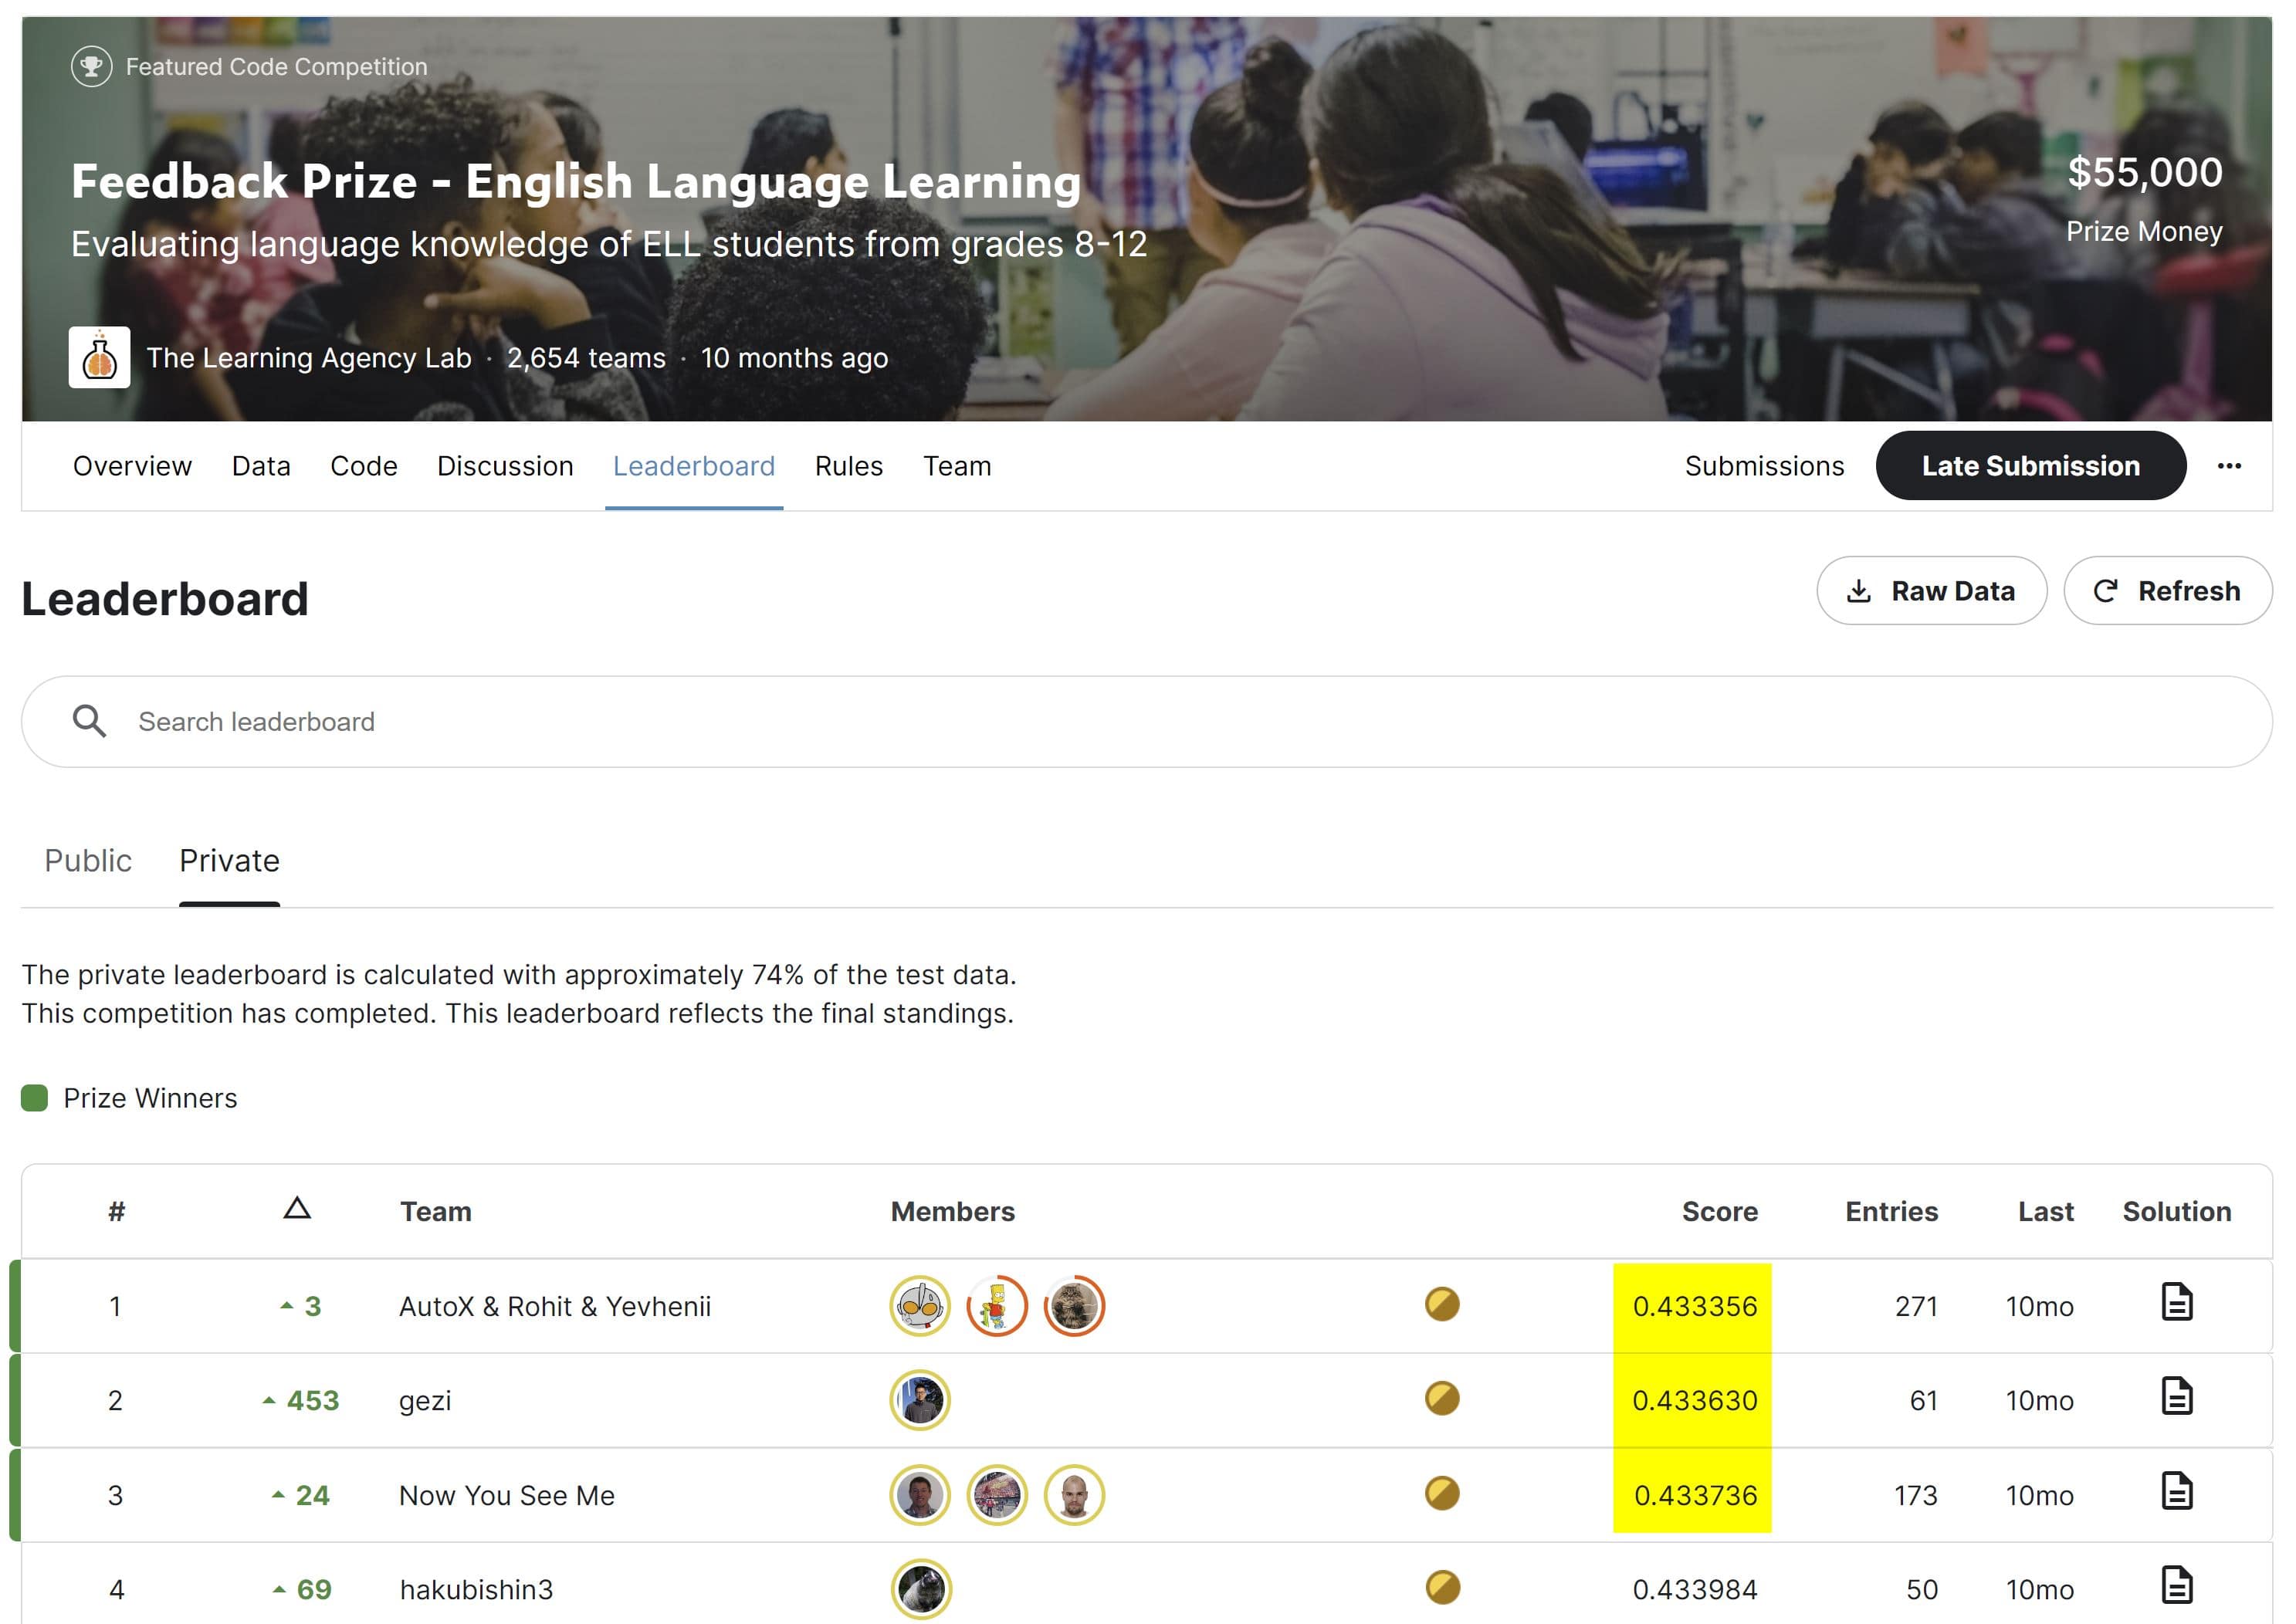 Featured Code Competition
Feedback Prize - English Language Learning
$55,000
Evaluating language knowledge of ELL students from grades 8-12
Prize Money
The Learning Agency Lab · 2,654 teams · 10 months ago
Overview Data Code Discussion Leaderboard Rules Team Submissions Late Submission ···
Leaderboard
Raw Data Refresh
Search leaderboard
Public Private
The private leaderboard is calculated with approximately 74% of the test data.
This competition has completed. This leaderboard reflects the final standings.
Prize Winners
# △ Team Members Score Entries Last Solution
1 3 AutoX & Rohit & Yevhenii 0.433356 271 10mo
2 453 gezi 0.433630 61 10mo
3 24 Now You See Me 0.433736 173 10mo
4 69 hakubishin3 0.433984 50 10mo